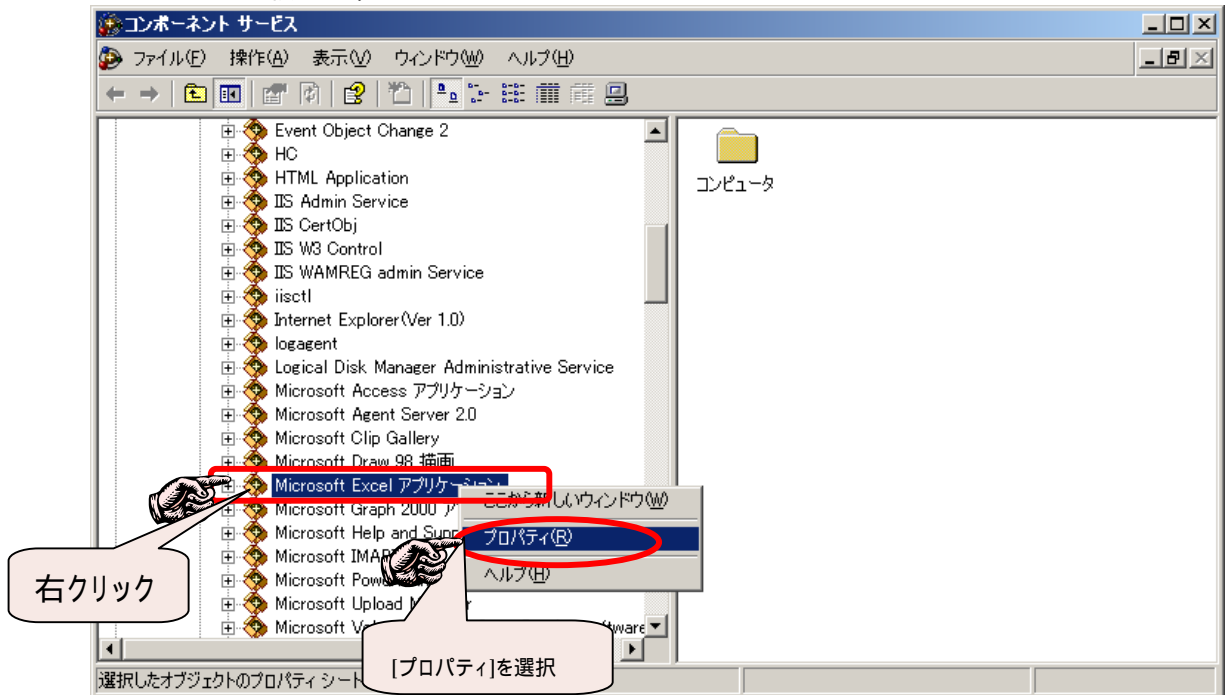 コンポーネント サービス
ファイル(F) 操作(A) 表示(V) ウィンドウ(W) ヘルプ(H)
Event Object Change 2
HC
HTML Application
IIS Admin Service
IIS CertObj
IIS W3 Control
IIS WAMREG admin Service
iisctl
Internet Explorer(Ver 1.0)
logagent
Logical Disk Manager Administrative Service
Microsoft Access アプリケーション
Microsoft Agent Server 2.0
Microsoft Clip Gallery
Microsoft Draw 98 描画
Microsoft Excel アプリケーション
Microsoft Graph 2000 ア
Microsoft Help and Supp
Microsoft IMAP
Microsoft Pow
Microsoft Upload M
Microsoft V
コンピュータ
ここから新しいウィンドウ(W)
プロパティ(R)
ヘルプ(H)
右クリック
[プロパティ]を選択
選択したオブジェクトのプロパティ シート